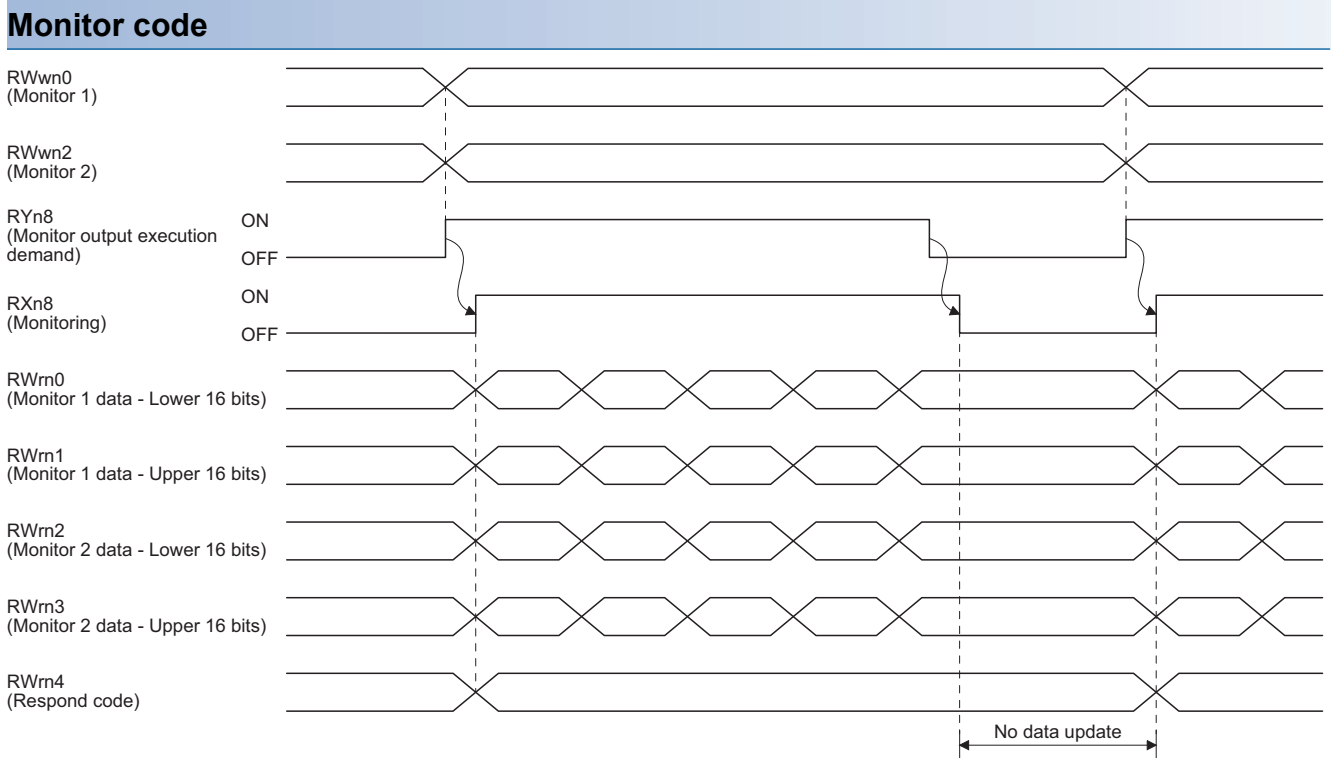 Monitor code
RWwn0
(Monitor 1)
RWwn2
(Monitor 2)
RYn8
(Monitor output execution
demand)
ON
OFF
RXn8
(Monitoring)
ON
OFF
RWrn0
(Monitor 1 data - Lower 16 bits)
RWrn1
(Monitor 1 data - Upper 16 bits)
RWrn2
(Monitor 2 data - Lower 16 bits)
RWrn3
(Monitor 2 data - Upper 16 bits)
RWrn4
(Respond code)
No data update